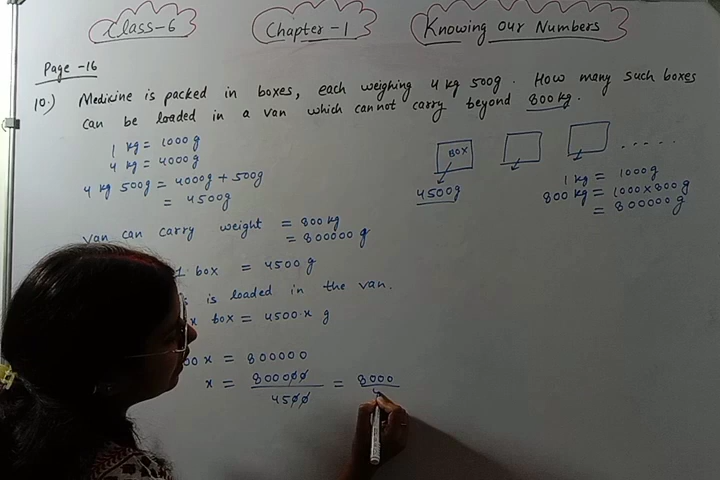 Class-6
Chapter-1
Knowing Our Numbers
Page -16
10.) Medicine is packed in boxes, each weighing 4 kg 500g. How many such boxes
can be loaded in a van which cannot carry beyond 800 kg.
1 kg = 1000 g
4 kg = 4000 g
4 kg 500g = 4000g + 500g
= 4500g
BOX
4500g
.....
1 kg = 1000g
800 kg = 1000 × 800 g
= 800000 g
van can carry weight = 800 kg
= 800000 g
1 box = 4500 g
is loaded in the van.
x box = 4500·x g
x = 800000
x = 800000 / 4500 = 8000 / 4